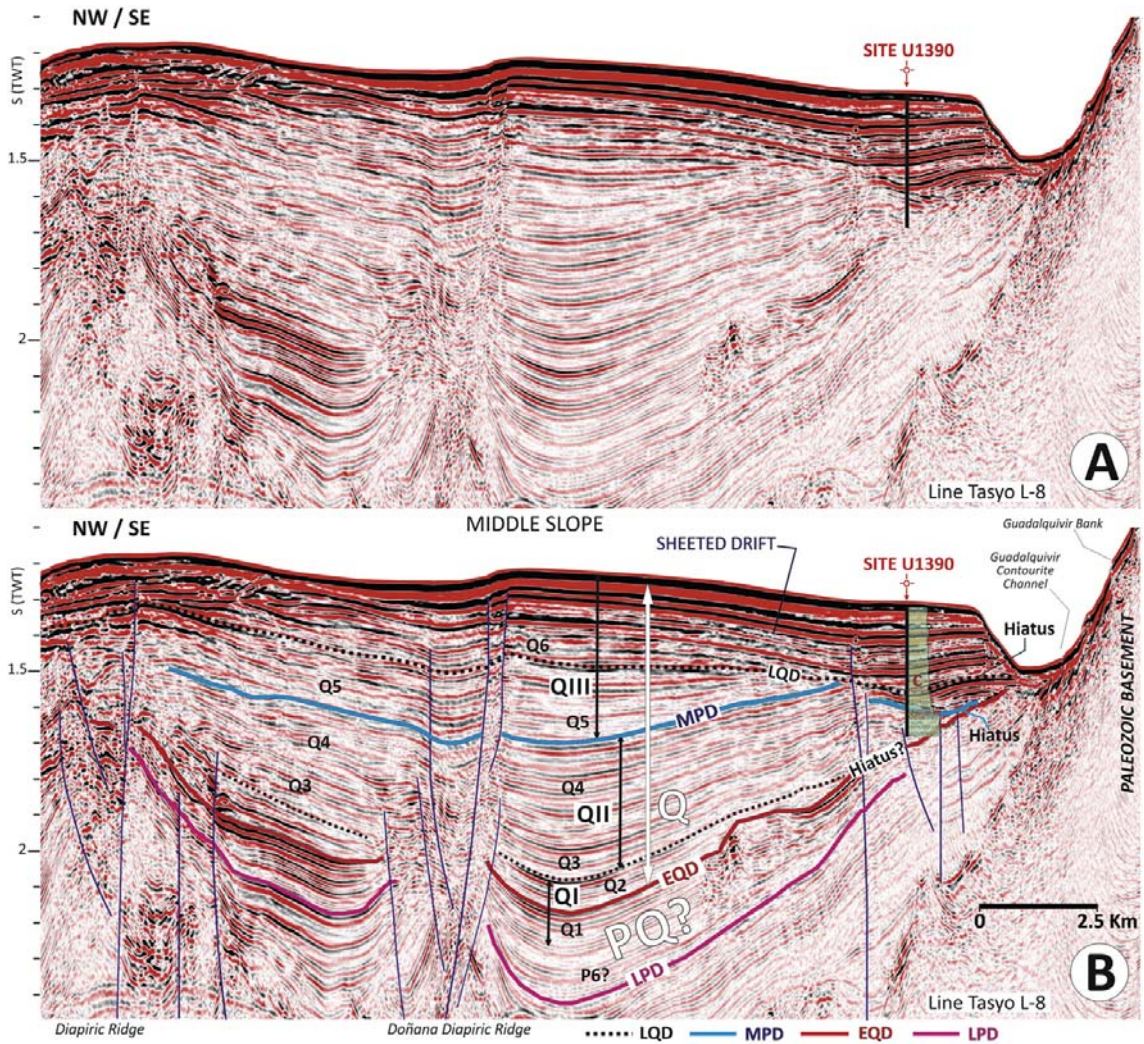 NW / SE
SITE U1390
S (TWT)
1.5
2
A
Line Tasyo L-8
NW / SE
MIDDLE SLOPE
Guadalquivir Bank
SHEETED DRIFT
SITE U1390
Guadalquivir
Contourite
Channel
S (TWT)
Hiatus
PALEOZOIC BASEMENT
Q6
1.5
LQD
C
Q5
QIII
Q5
MPD
Hiatus
Q4
Hiatus?
Q4
Q3
QII
Q
2
Q3
Q2
EQD
QI
Q1
PQ?
0 2.5 Km
P6?
LPD
B
Line Tasyo L-8
Diapiric Ridge
Doñana Diapiric Ridge
LQD MPD EQD LPD